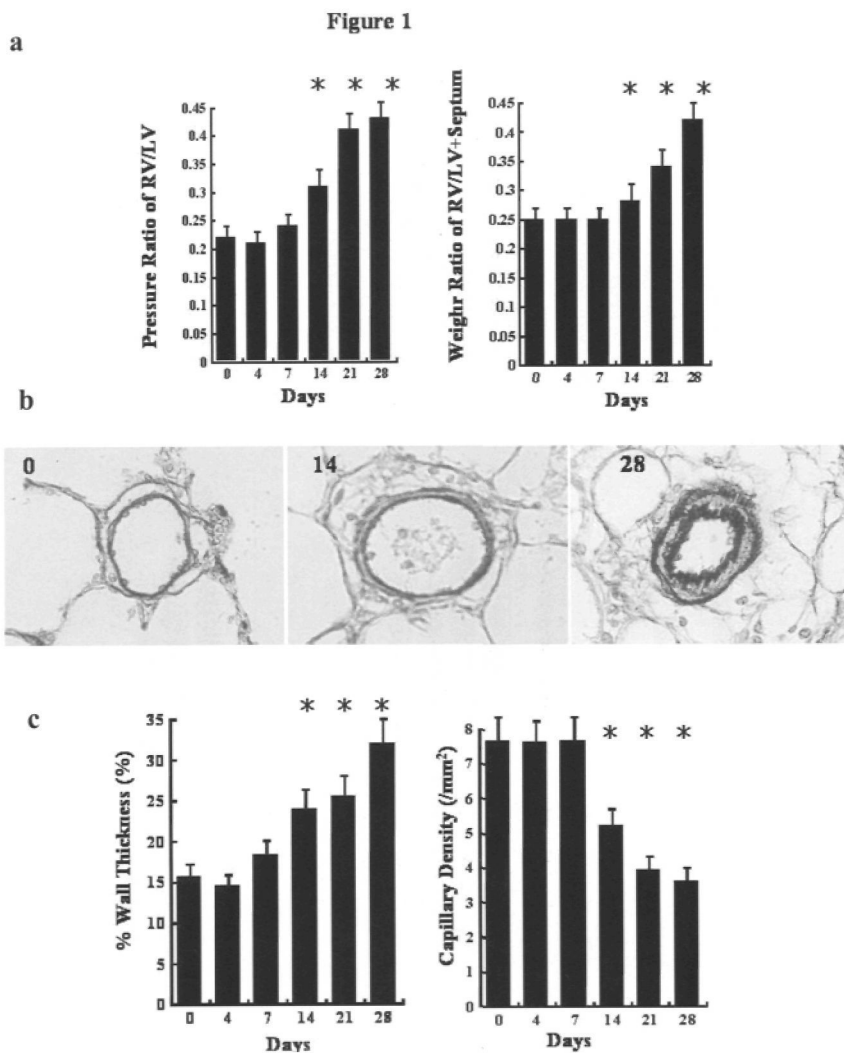 Figure 1
a
* * *
Pressure Ratio of RV/LV
0.45
0.4
0.35
0.3
0.25
0.2
0.15
0.1
0.05
0
0 4 7 14 21 28
Days
* * *
Weighr Ratio of RV/LV+Septum
0.45
0.4
0.35
0.3
0.25
0.2
0.15
0.1
0.05
0
0 4 7 14 21 28
Days
b
0
14
28
c
* * *
% Wall Thickness (%)
35
30
25
20
15
10
5
0
0 4 7 14 21 28
Days
* * *
Capillary Density (/mm²)
8
7
6
5
4
3
2
1
0
0 4 7 14 21 28
Days